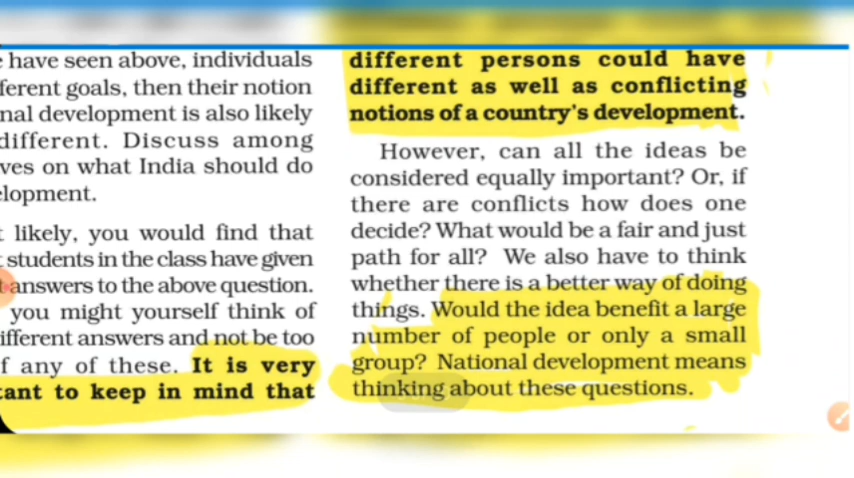 have seen above, individuals
ferent goals, then their notion
nal development is also likely
different. Discuss among
ves on what India should do
elopment.
likely, you would find that
students in the class have given
answers to the above question.
you might yourself think of
ifferent answers and not be too
f any of these. It is very
tant to keep in mind that
different persons could have
different as well as conflicting
notions of a country's development.
However, can all the ideas be
considered equally important? Or, if
there are conflicts how does one
decide? What would be a fair and just
path for all? We also have to think
whether there is a better way of doing
things. Would the idea benefit a large
number of people or only a small
group? National development means
thinking about these questions.